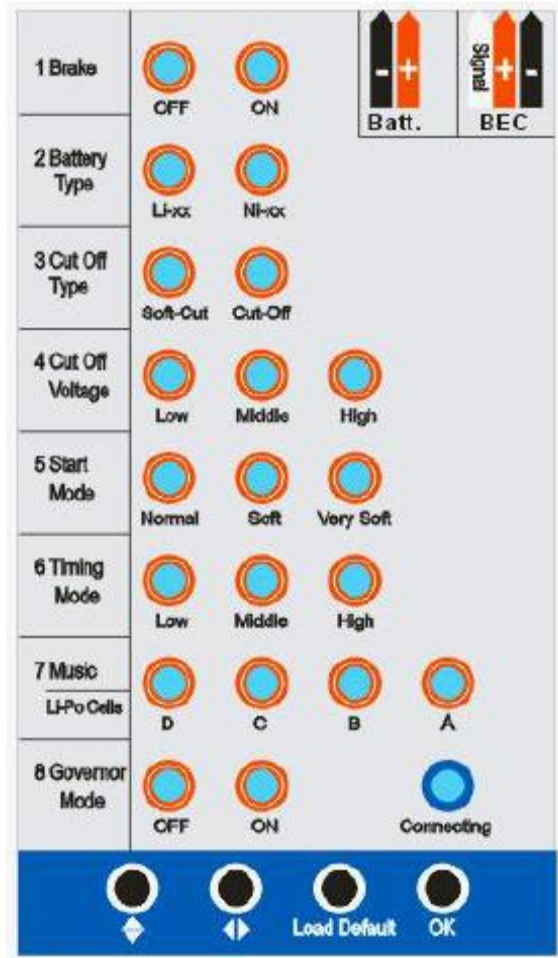 1 Brake
OFF ON
- + Signal + -
Batt. BEC
2 Battery
Type
Li-xx Ni-xx
3 Cut Off
Type
Soft-Cut Cut-Off
4 Cut Off
Voltage
Low Middle High
5 Start
Mode
Normal Soft Very Soft
6 Timing
Mode
Low Middle High
7 Music
Li-Po Cells
D C B A
8 Governor
Mode
OFF ON Connecting
Load Default OK